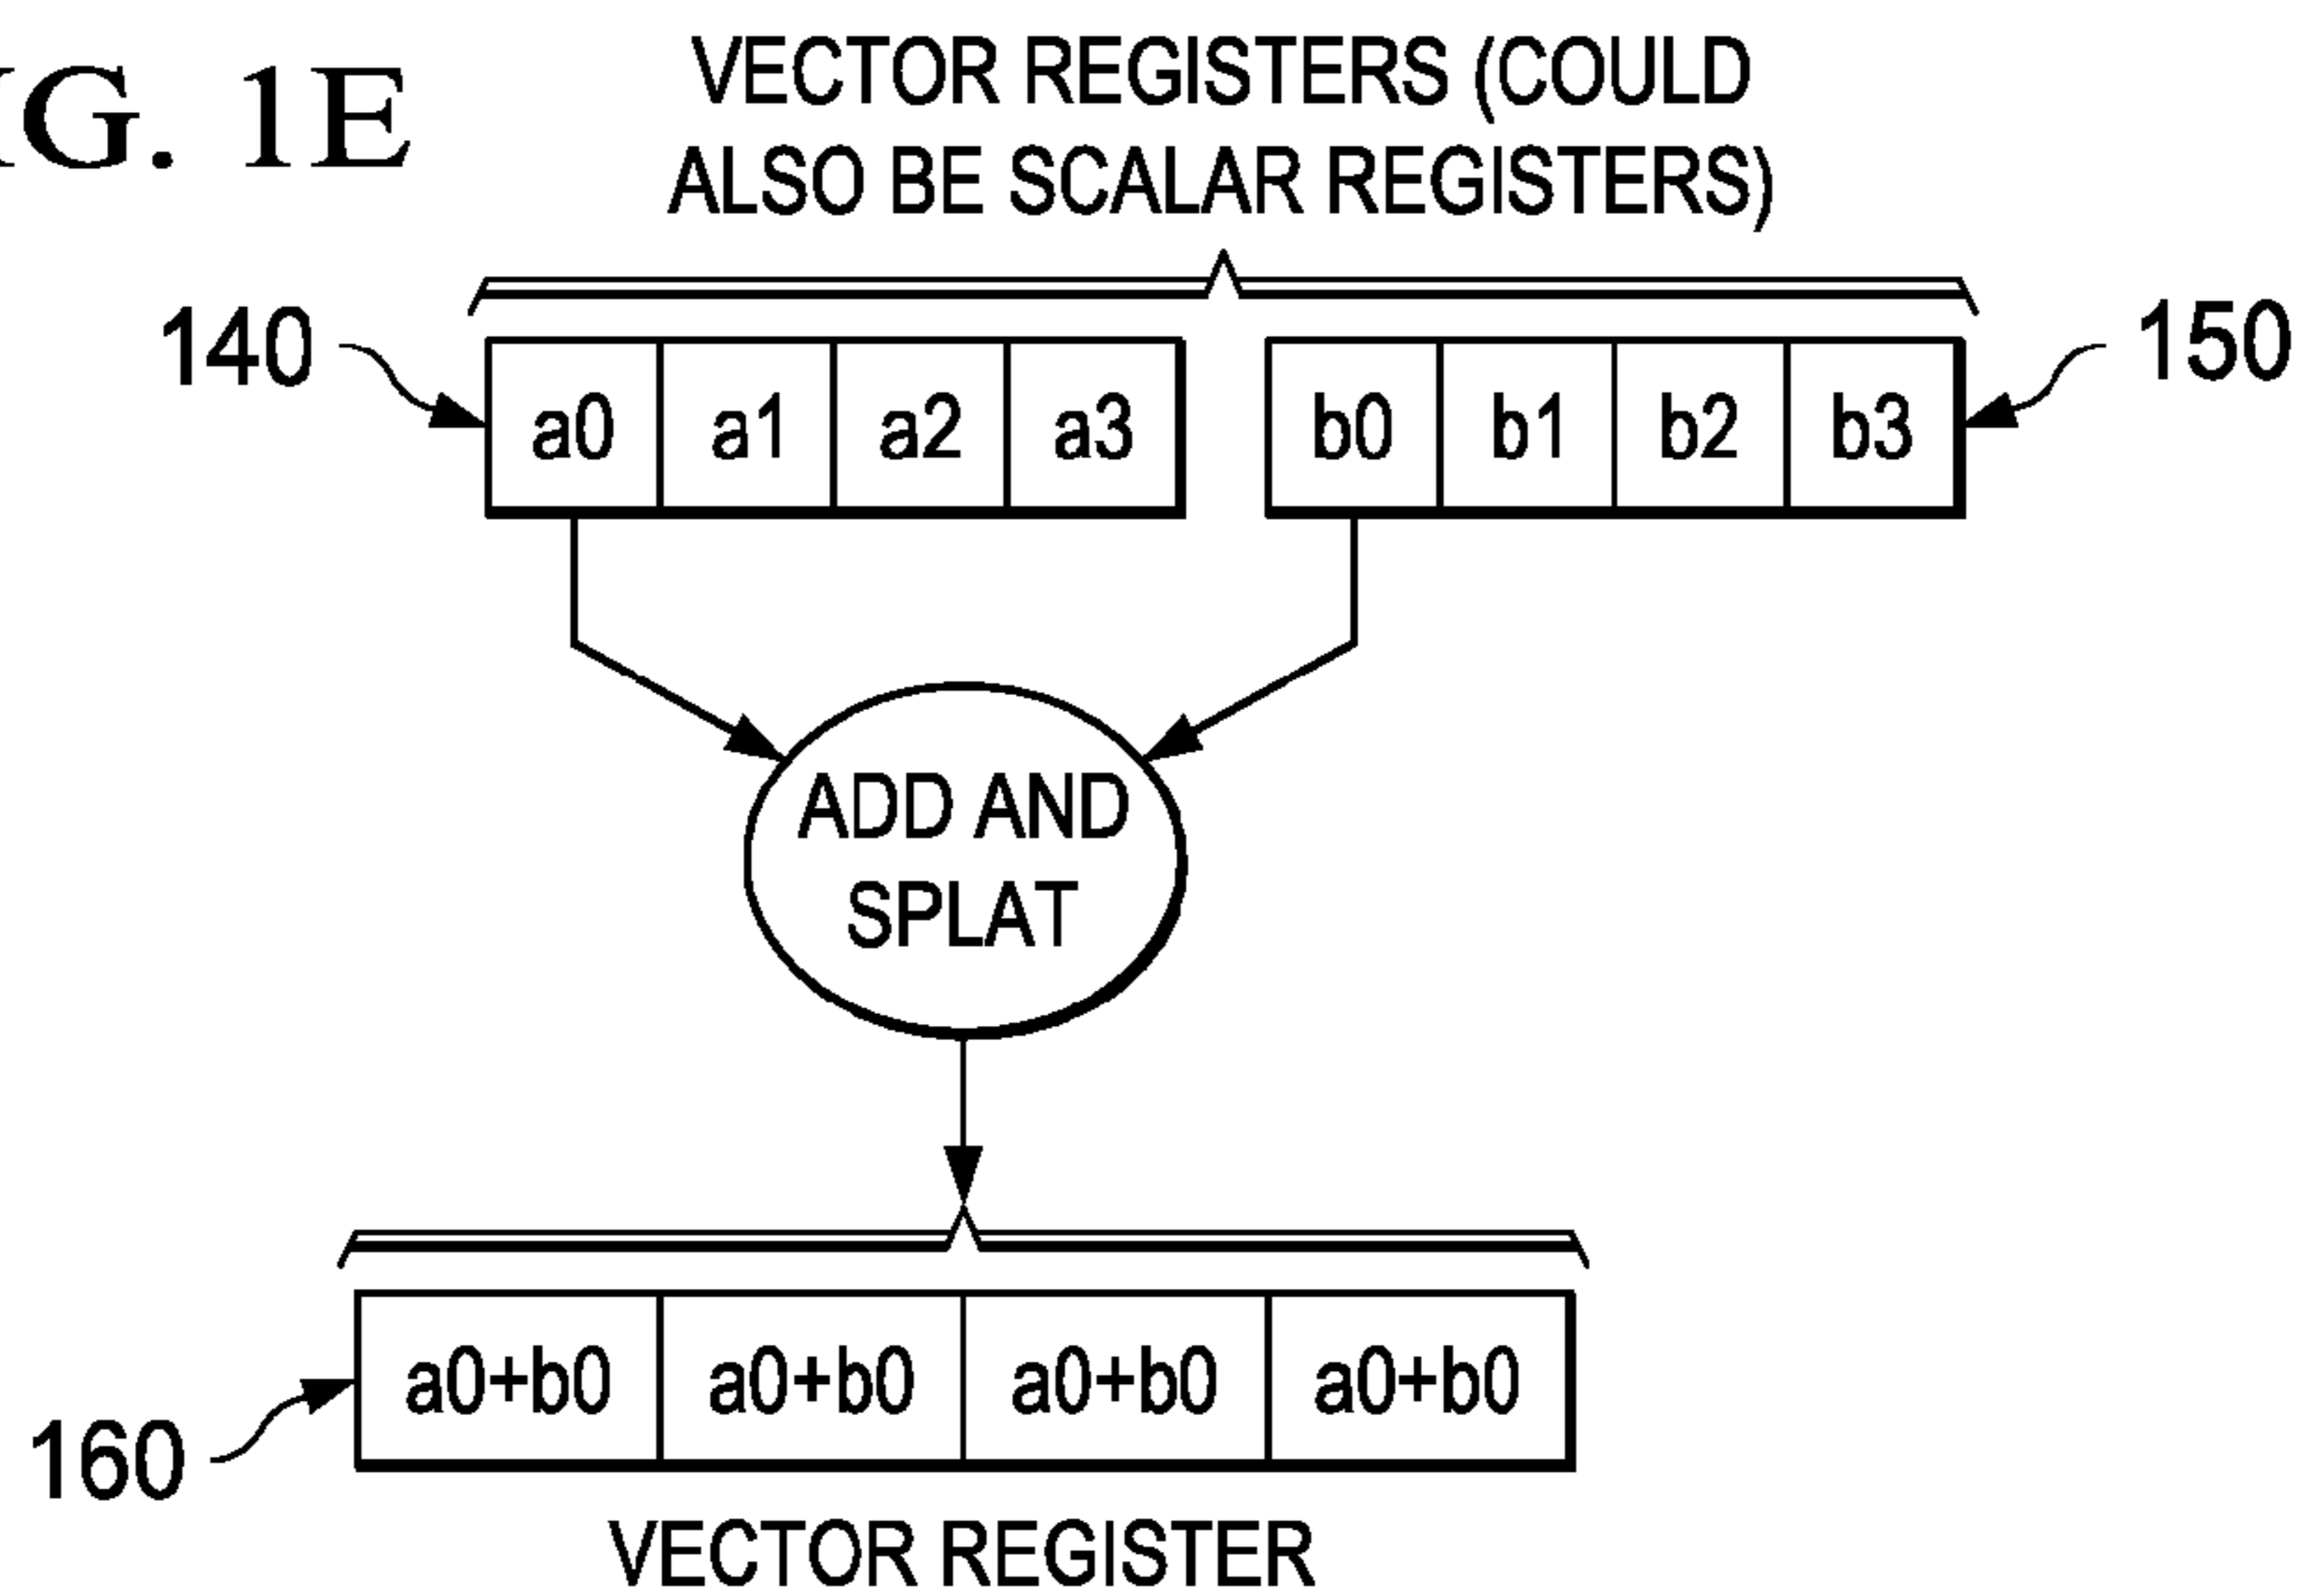 IG. 1E
VECTOR REGISTERS (COULD
ALSO BE SCALAR REGISTERS)
140
a0 a1 a2 a3
b0 b1 b2 b3
150
ADD AND
SPLAT
a0+b0 a0+b0 a0+b0 a0+b0
160
VECTOR REGISTER